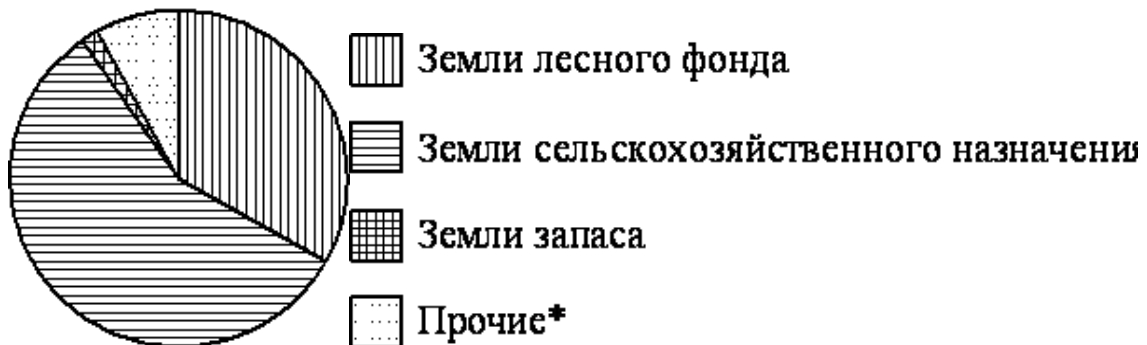 Земли лесного фонда
Земли сельскохозяйственного назначения
Земли запаса
Прочие*